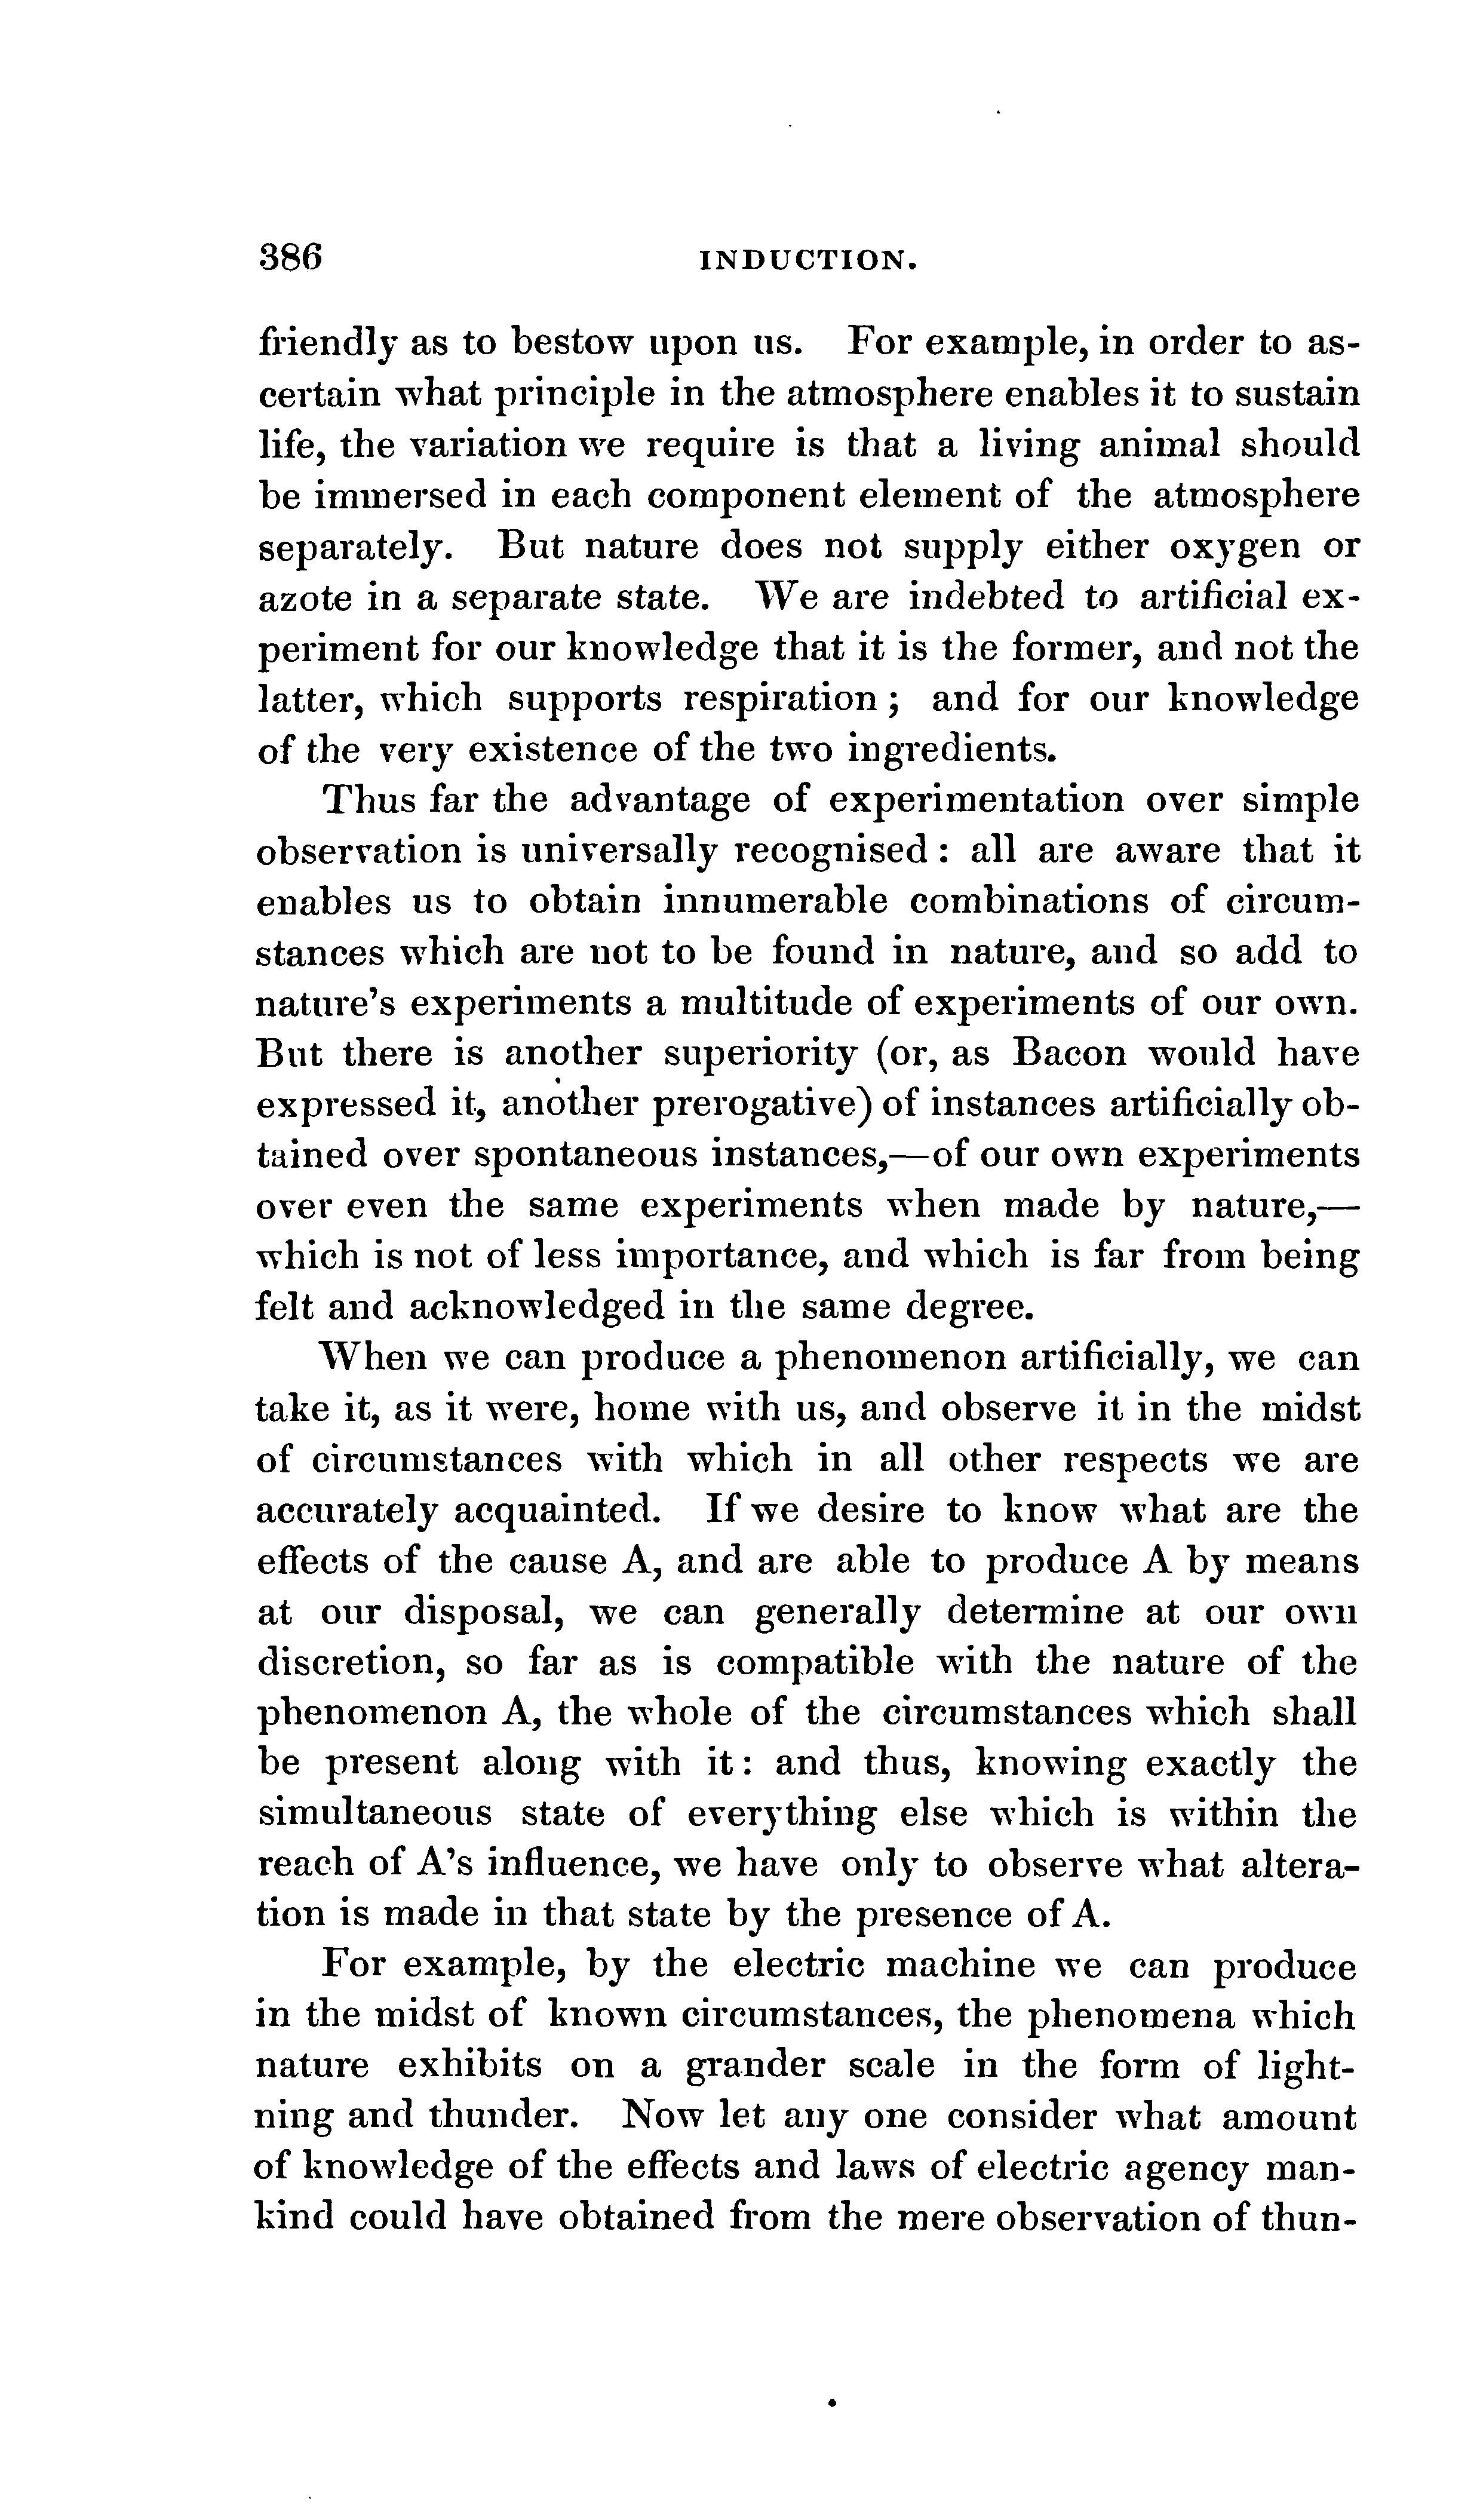 386 INDUCTION.
friendly as to bestow upon us. For example, in order to as-
certain what principle in the atmosphere enables it to sustain
life, the variation we require is that a living animal should
be immersed in each component element of the atmosphere
separately. But nature does not supply either oxygen or
azote in a separate state. We are indebted to artificial ex-
periment for our knowledge that it is the former, and not the
latter, which supports respiration ; and for our knowledge
of the very existence of the two ingredients.
Thus far the advantage of experimentation over simple
observation is universally recognised : all are aware that it
enables us to obtain innumerable combinations of circum-
stances which are not to be found in nature, and so add to
nature's experiments a multitude of experiments of our own.
But there is another superiority (or, as Bacon would have
expressed it, another prerogative) of instances artificially ob-
tained over spontaneous instances,—of our own experiments
over even the same experiments when made by nature,—
which is not of less importance, and which is far from being
felt and acknowledged in the same degree.
When we can produce a phenomenon artificially, we can
take it, as it were, home with us, and observe it in the midst
of circumstances with which in all other respects we are
accurately acquainted. If we desire to know what are the
effects of the cause A, and are able to produce A by means
at our disposal, we can generally determine at our own
discretion, so far as is compatible with the nature of the
phenomenon A, the whole of the circumstances which shall
be present along with it : and thus, knowing exactly the
simultaneous state of everything else which is within the
reach of A's influence, we have only to observe what altera-
tion is made in that state by the presence of A.
For example, by the electric machine we can produce
in the midst of known circumstances, the phenomena which
nature exhibits on a grander scale in the form of light-
ning and thunder. Now let any one consider what amount
of knowledge of the effects and laws of electric agency man-
kind could have obtained from the mere observation of thun-